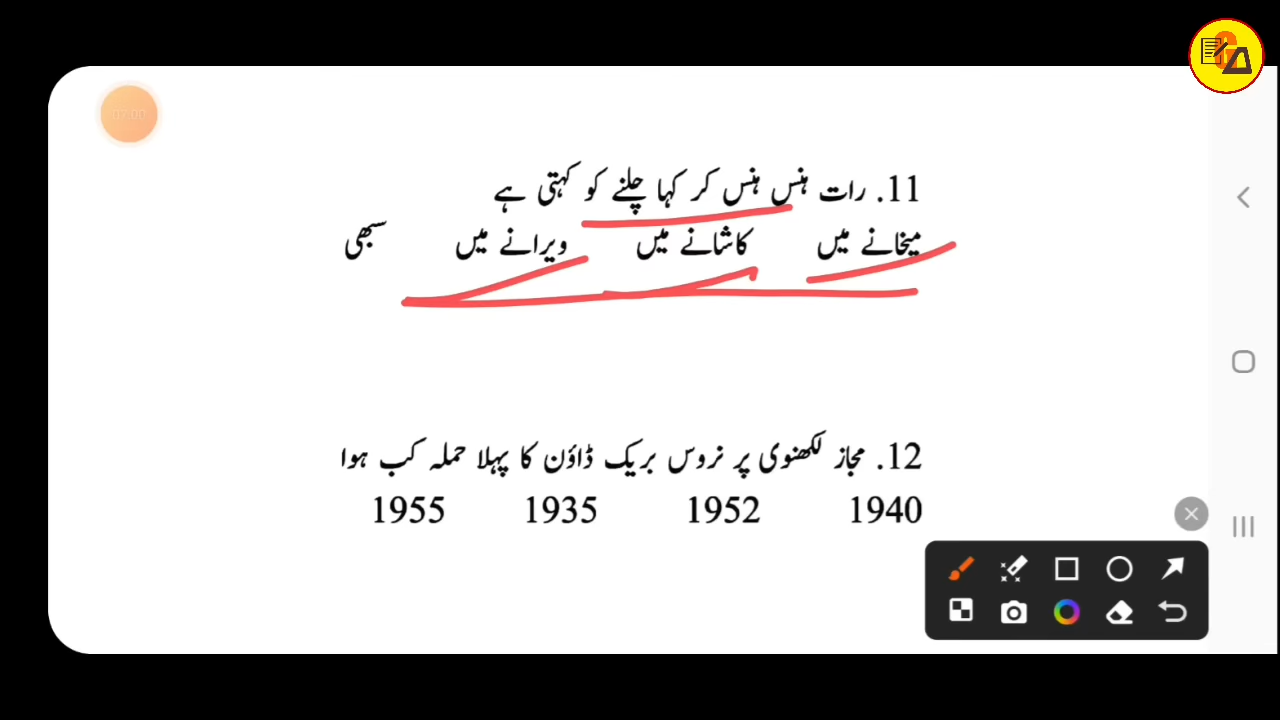 11. رات ہنس ہنس کر کہا چلنے کو کہتی ہے
میخانے میں کاشانے میں ویرانے میں سبھی
12. مجاز لکھنوی پر نروس بریک ڈاؤن کا پہلا حملہ کب ہوا
1940 1952 1935 1955